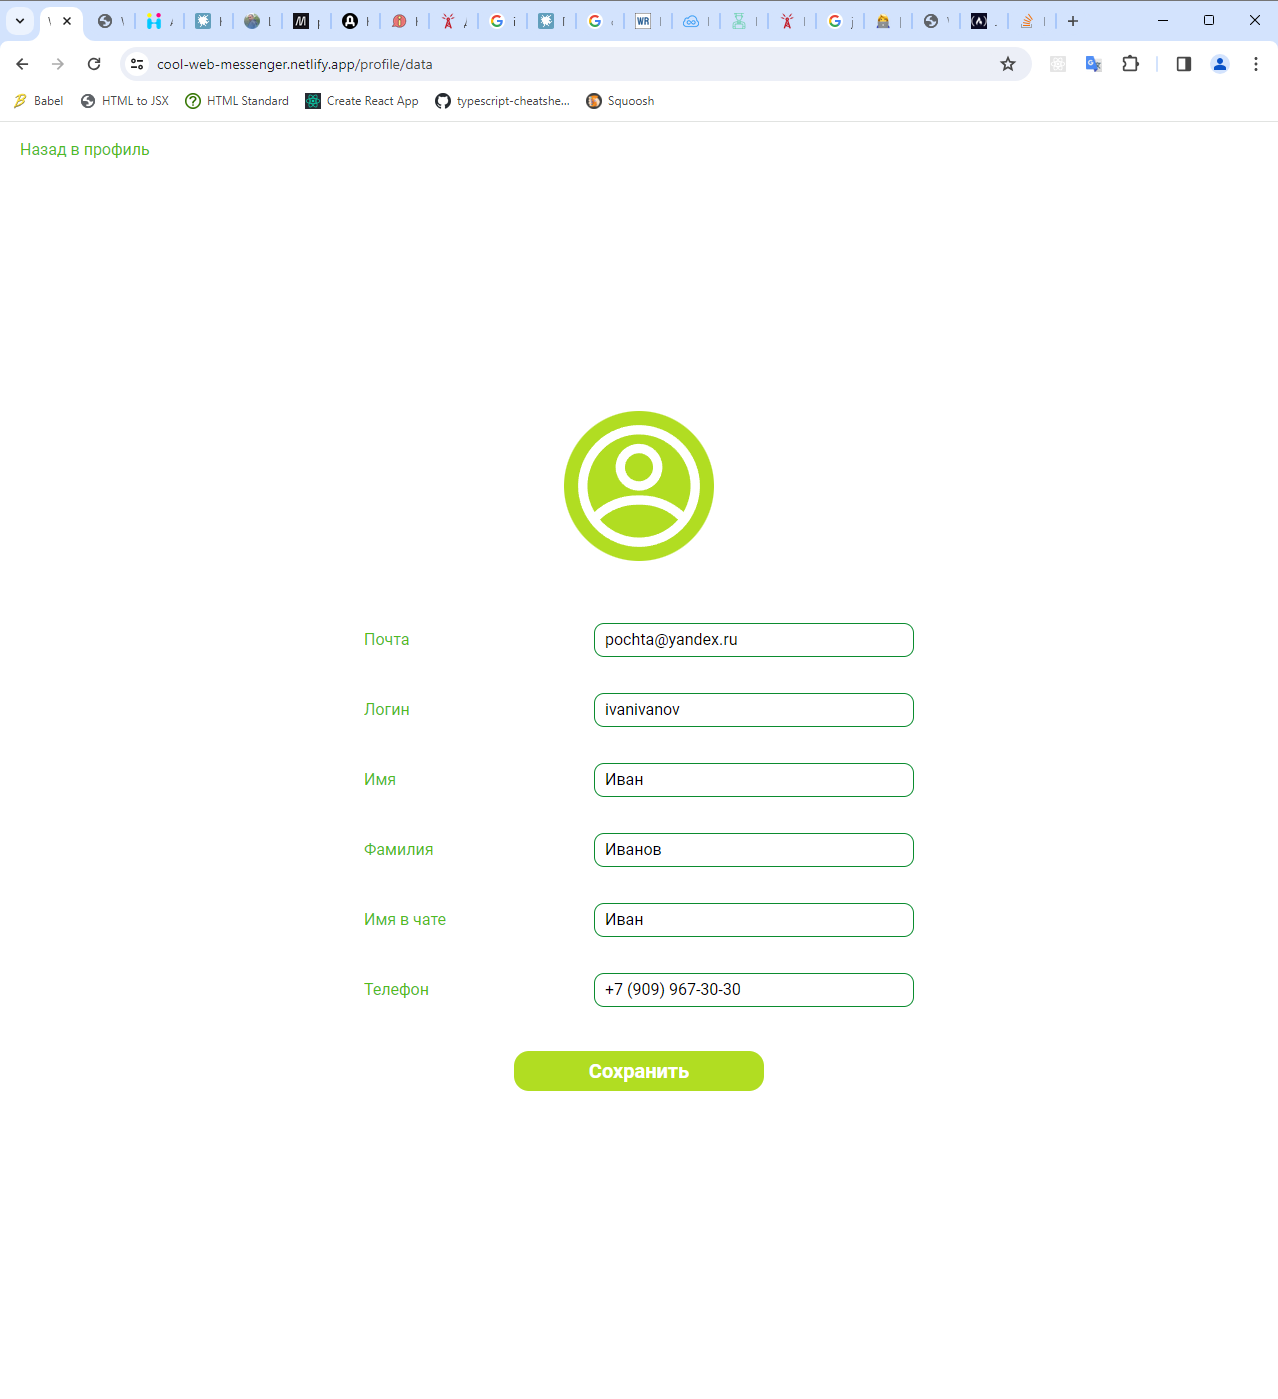 cool-web-messenger.netlify.app/profile/data
Babel HTML to JSX HTML Standard Create React App typescript-cheatshe... Squoosh
Назад в профиль
Почта pochta@yandex.ru
Логин ivanivanov
Имя Иван
Фамилия Иванов
Имя в чате Иван
Телефон +7 (909) 967-30-30
Сохранить